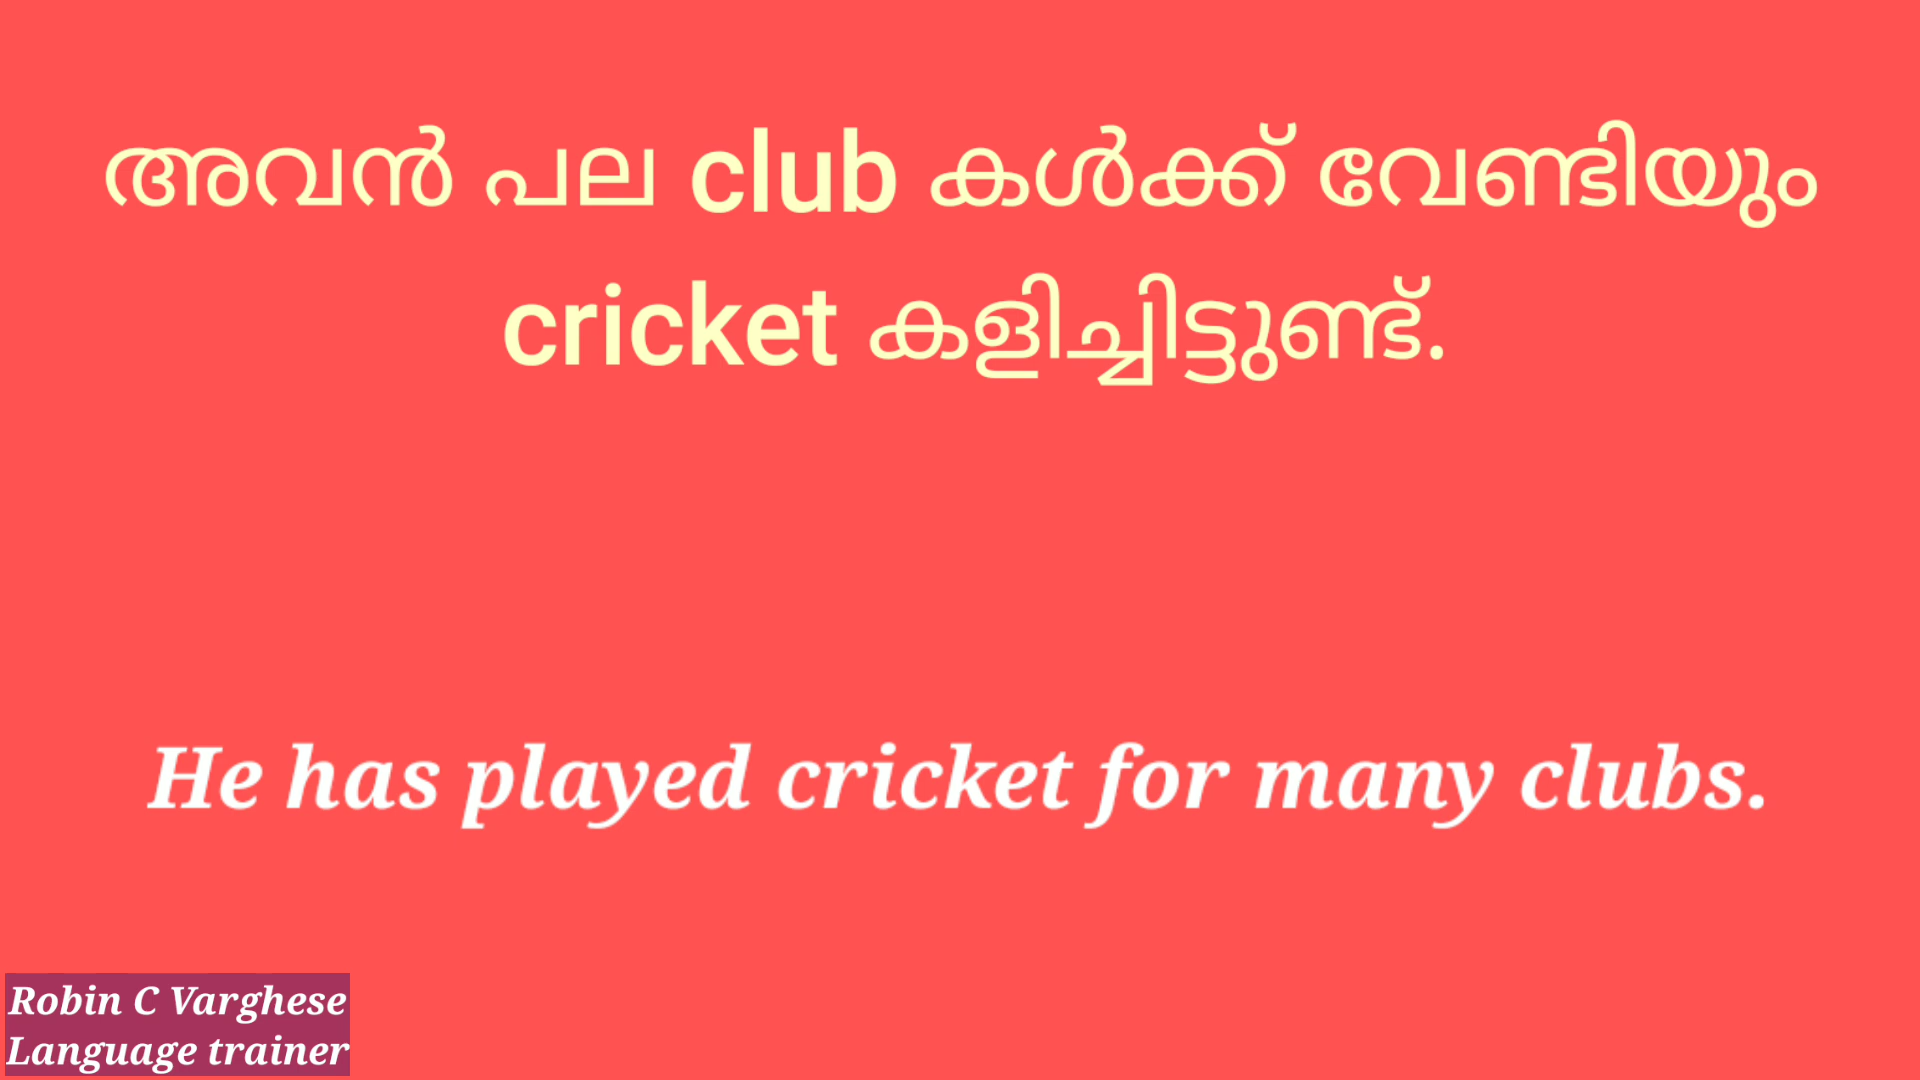 അവൻ പല club കൾക്ക് വേണ്ടിയും
cricket കളിച്ചിട്ടുണ്ട്.
He has played cricket for many clubs.
Robin C Varghese
Language trainer